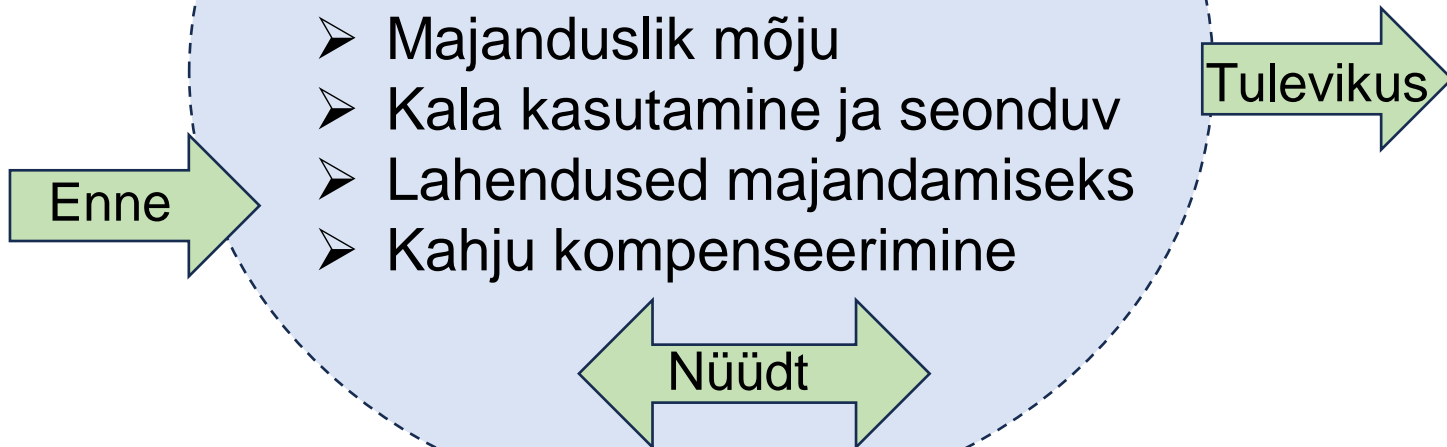 ➢ Majanduslik mõju
➢ Kala kasutamine ja seonduv
➢ Lahendused majandamiseks
➢ Kahju kompenseerimine
Enne
Tulevikus
Nüüdt